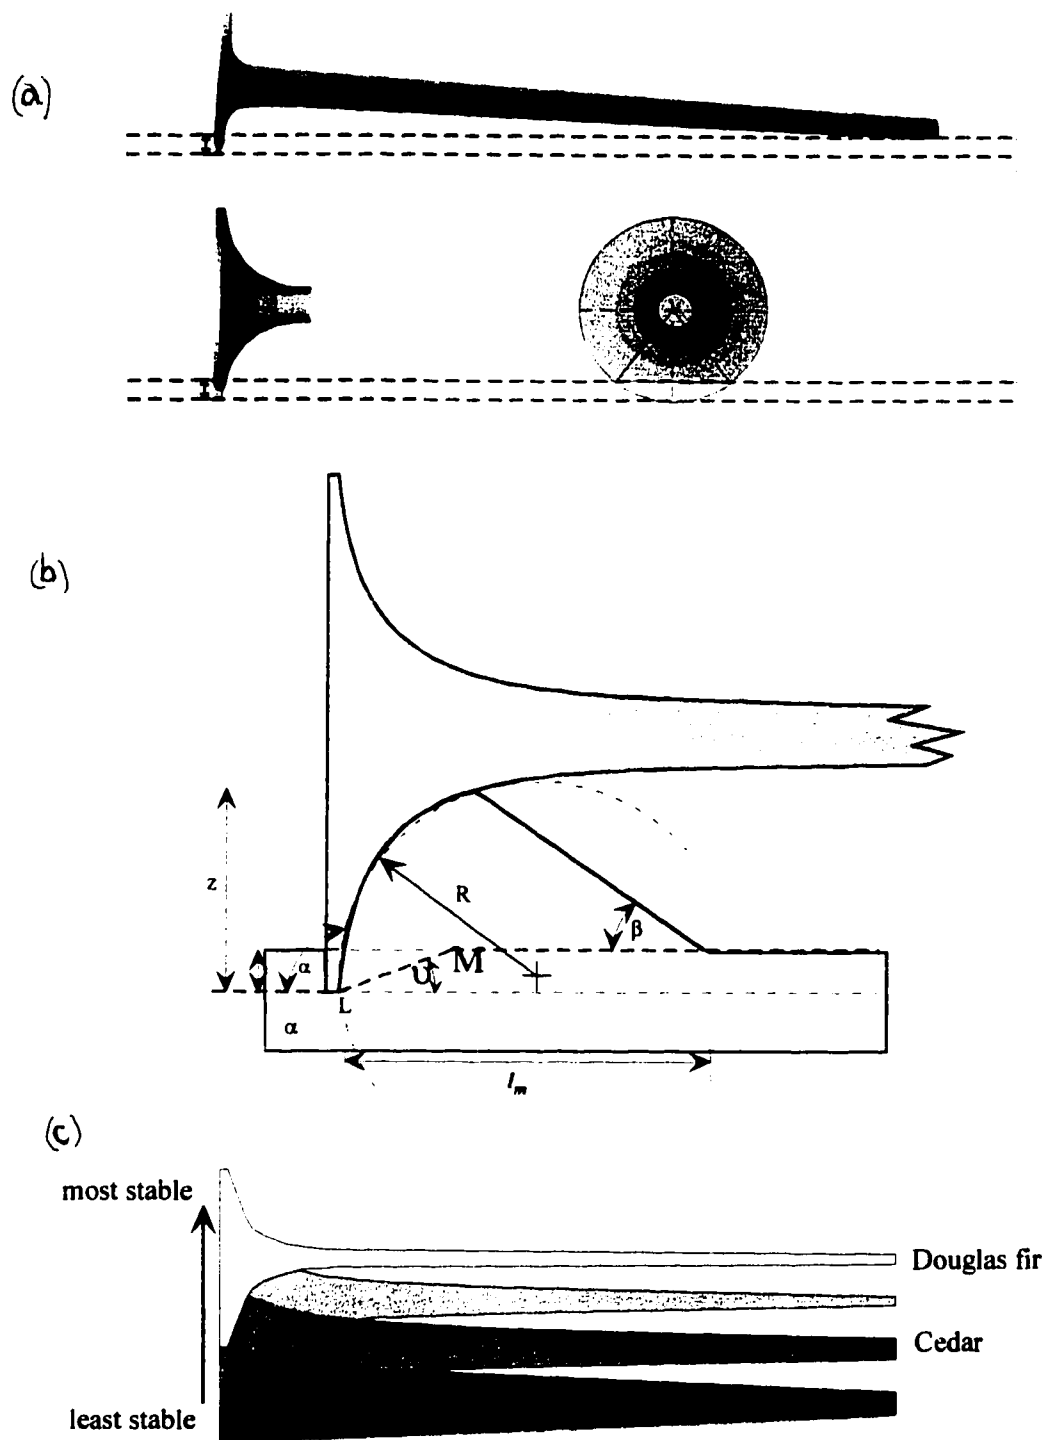 (a)
I
I
(b)
z
R
β
α
U
M
L
α
l_m
(c)
most stable
Douglas fir
Cedar
least stable